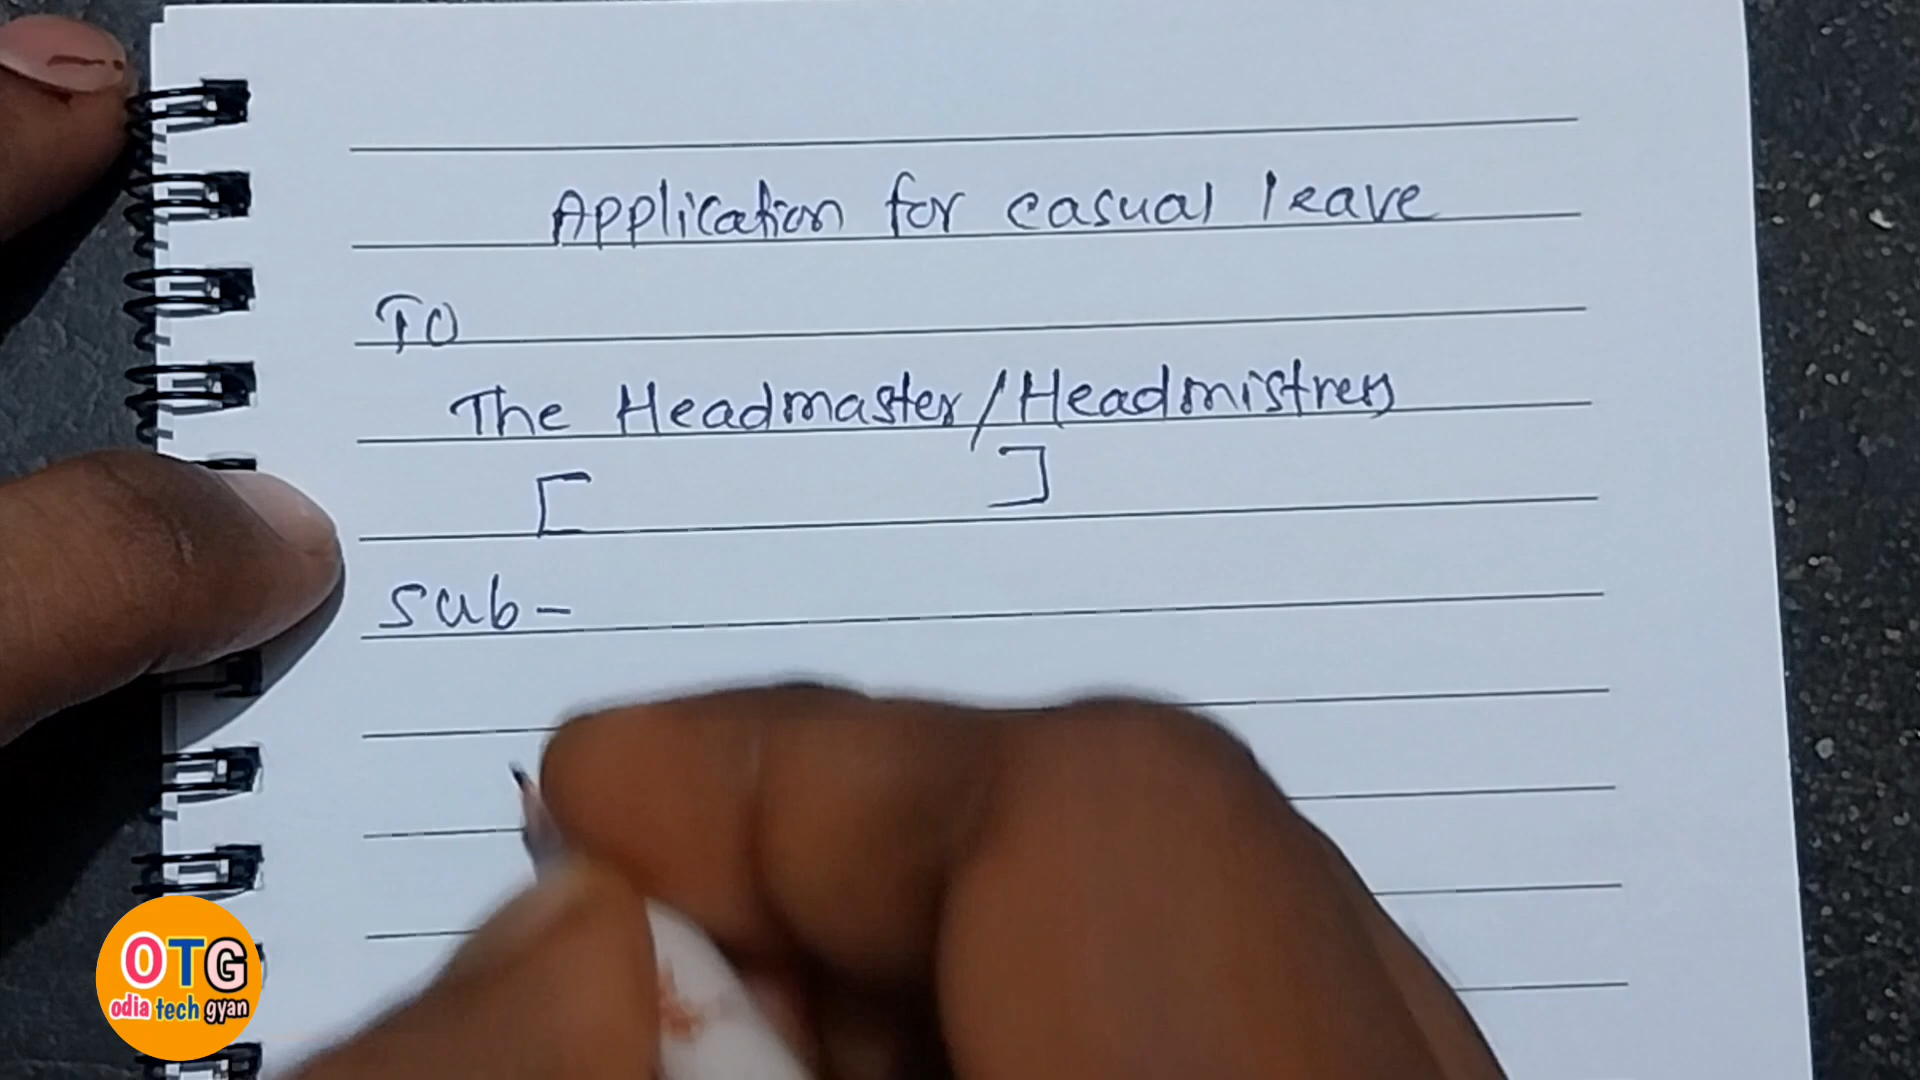 Application for casual leave
To
The Headmaster/Headmistress
[ ]
Sub-
OTG
odia tech gyan